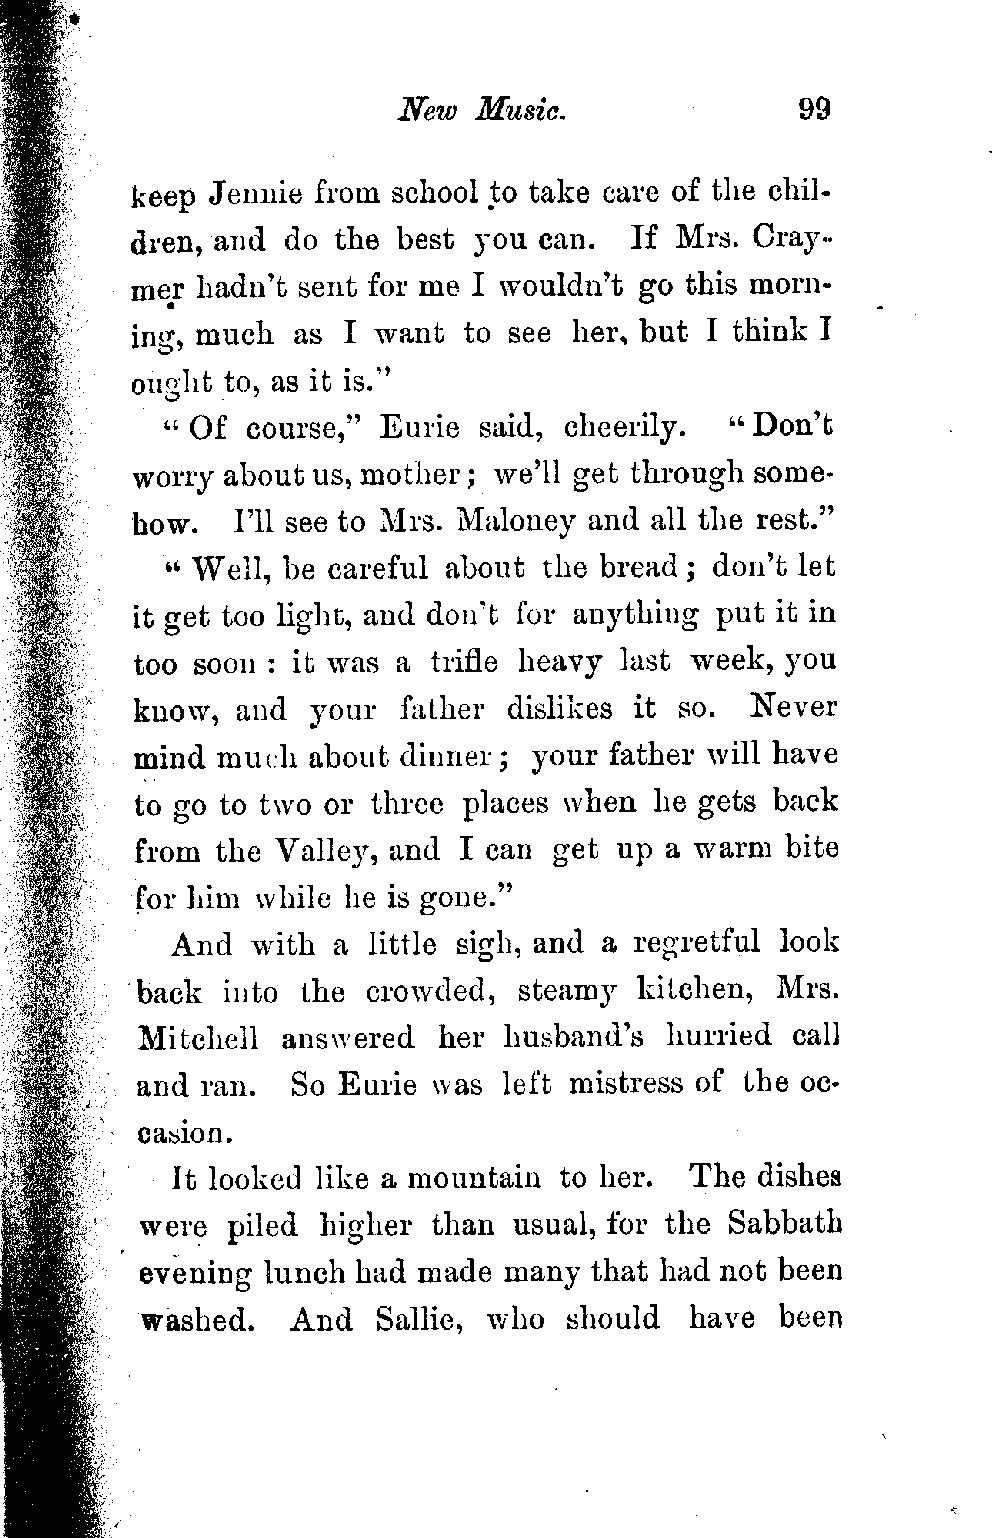 New Music. 99
keep Jennie from school to take care of the chil-
dren, and do the best you can. If Mrs. Cray-
mer hadn't sent for me I wouldn't go this morn-
ing, much as I want to see her, but I think I
ought to, as it is."
"Of course," Eurie said, cheerily. "Don't
worry about us, mother; we'll get through some-
how. I'll see to Mrs. Maloney and all the rest."
"Well, be careful about the bread; don't let
it get too light, and don't for anything put it in
too soon: it was a trifle heavy last week, you
know, and your father dislikes it so. Never
mind much about dinner; your father will have
to go to two or three places when he gets back
from the Valley, and I can get up a warm bite
for him while he is gone."
And with a little sigh, and a regretful look
back into the crowded, steamy kitchen, Mrs.
Mitchell answered her husband's hurried call
and ran. So Eurie was left mistress of the oc-
casion.
It looked like a mountain to her. The dishes
were piled higher than usual, for the Sabbath
evening lunch had made many that had not been
washed. And Sallie, who should have been